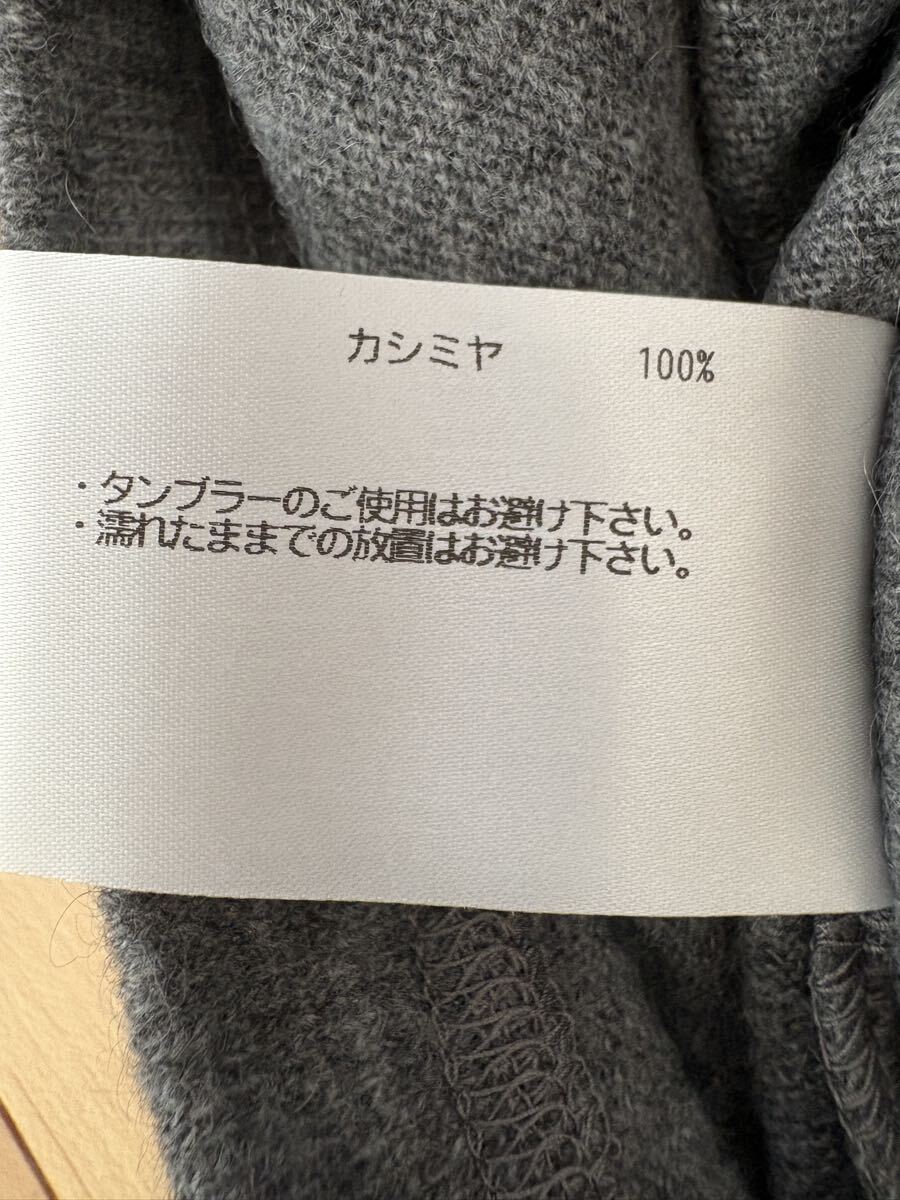 カシミヤ 100%
・タンブラーのご使用はお避け下さい。
・濡れたままでの放置はお避け下さい。